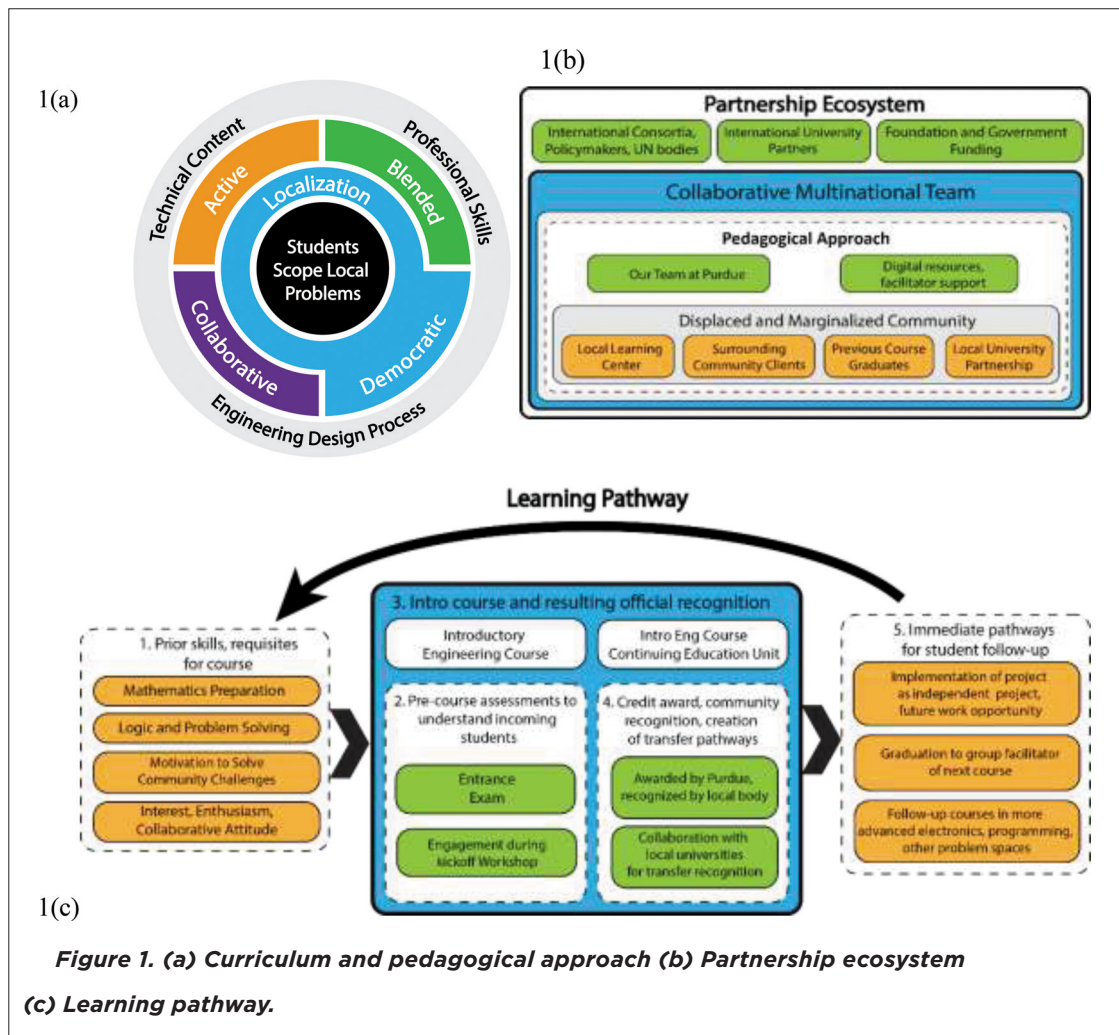 1(a)
Technical Content
Professional Skills
Engineering Design Process
Active
Blended
Collaborative
Democratic
Localization
Students
Scope Local
Problems
1(b)
Partnership Ecosystem
International Consortia,
Policymakers, UN bodies
International University
Partners
Foundation and Government
Funding
Collaborative Multinational Team
Pedagogical Approach
Our Team at Purdue
Digital resources,
facilitator support
Displaced and Marginalized Community
Local Learning
Center
Surrounding
Community Clients
Previous Course
Graduates
Local University
Partnership
Learning Pathway
1. Prior skills, requisites
for course
Mathematics Preparation
Logic and Problem Solving
Motivation to Solve
Community Challenges
Interest, Enthusiasm,
Collaborative Attitude
3. Intro course and resulting official recognition
Introductory
Engineering Course
Intro Eng Course
Continuing Education Unit
2. Pre-course assessments to
understand incoming
students
Entrance
Exam
Engagement during
kickoff Workshop
4. Credit award, community
recognition, creation
of transfer pathways
Awarded by Purdue,
recognized by local body
Collaboration with
local universities
for transfer recognition
5. Immediate pathways
for student follow-up
Implementation of project
as independent project,
future work opportunity
Graduation to group facilitator
of next course
Follow-up courses in more
advanced electronics, programming,
other problem spaces
1(c)
Figure 1. (a) Curriculum and pedagogical approach (b) Partnership ecosystem
(c) Learning pathway.